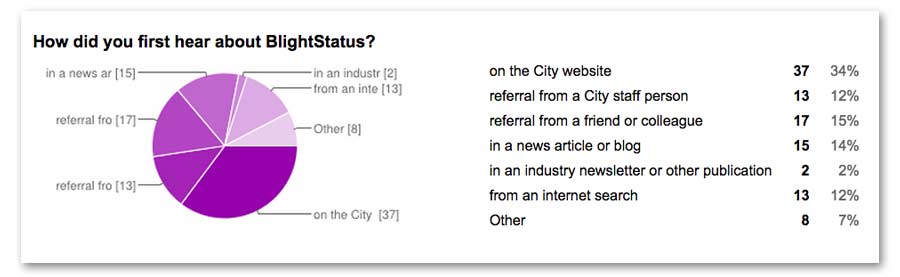 How did you first hear about BlightStatus?
in a news ar [15]
in an industr [2]
from an inte [13]
referral fro [17]
Other [8]
referral fro [13]
on the City [37]
on the City website 37 34%
referral from a City staff person 13 12%
referral from a friend or colleague 17 15%
in a news article or blog 15 14%
in an industry newsletter or other publication 2 2%
from an internet search 13 12%
Other 8 7%